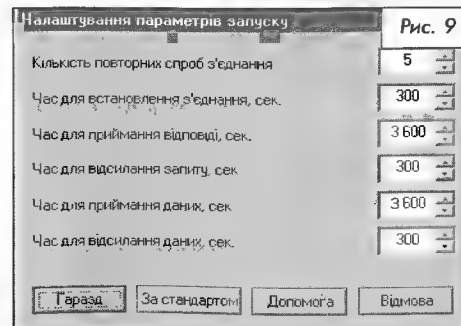 Налаштування параметрів запуску
Рис. 9
Кількість повторних спроб з'єднання 5
Час для встановлення з'єднання, сек. 300
Час для приймання відповіді, сек. 3 600
Час для відсилання запиту, сек 300
Час для приймання даних, сек 3 600
Час для відсилання даних, сек. 300
Гаразд За стандартом Допомога Відмова